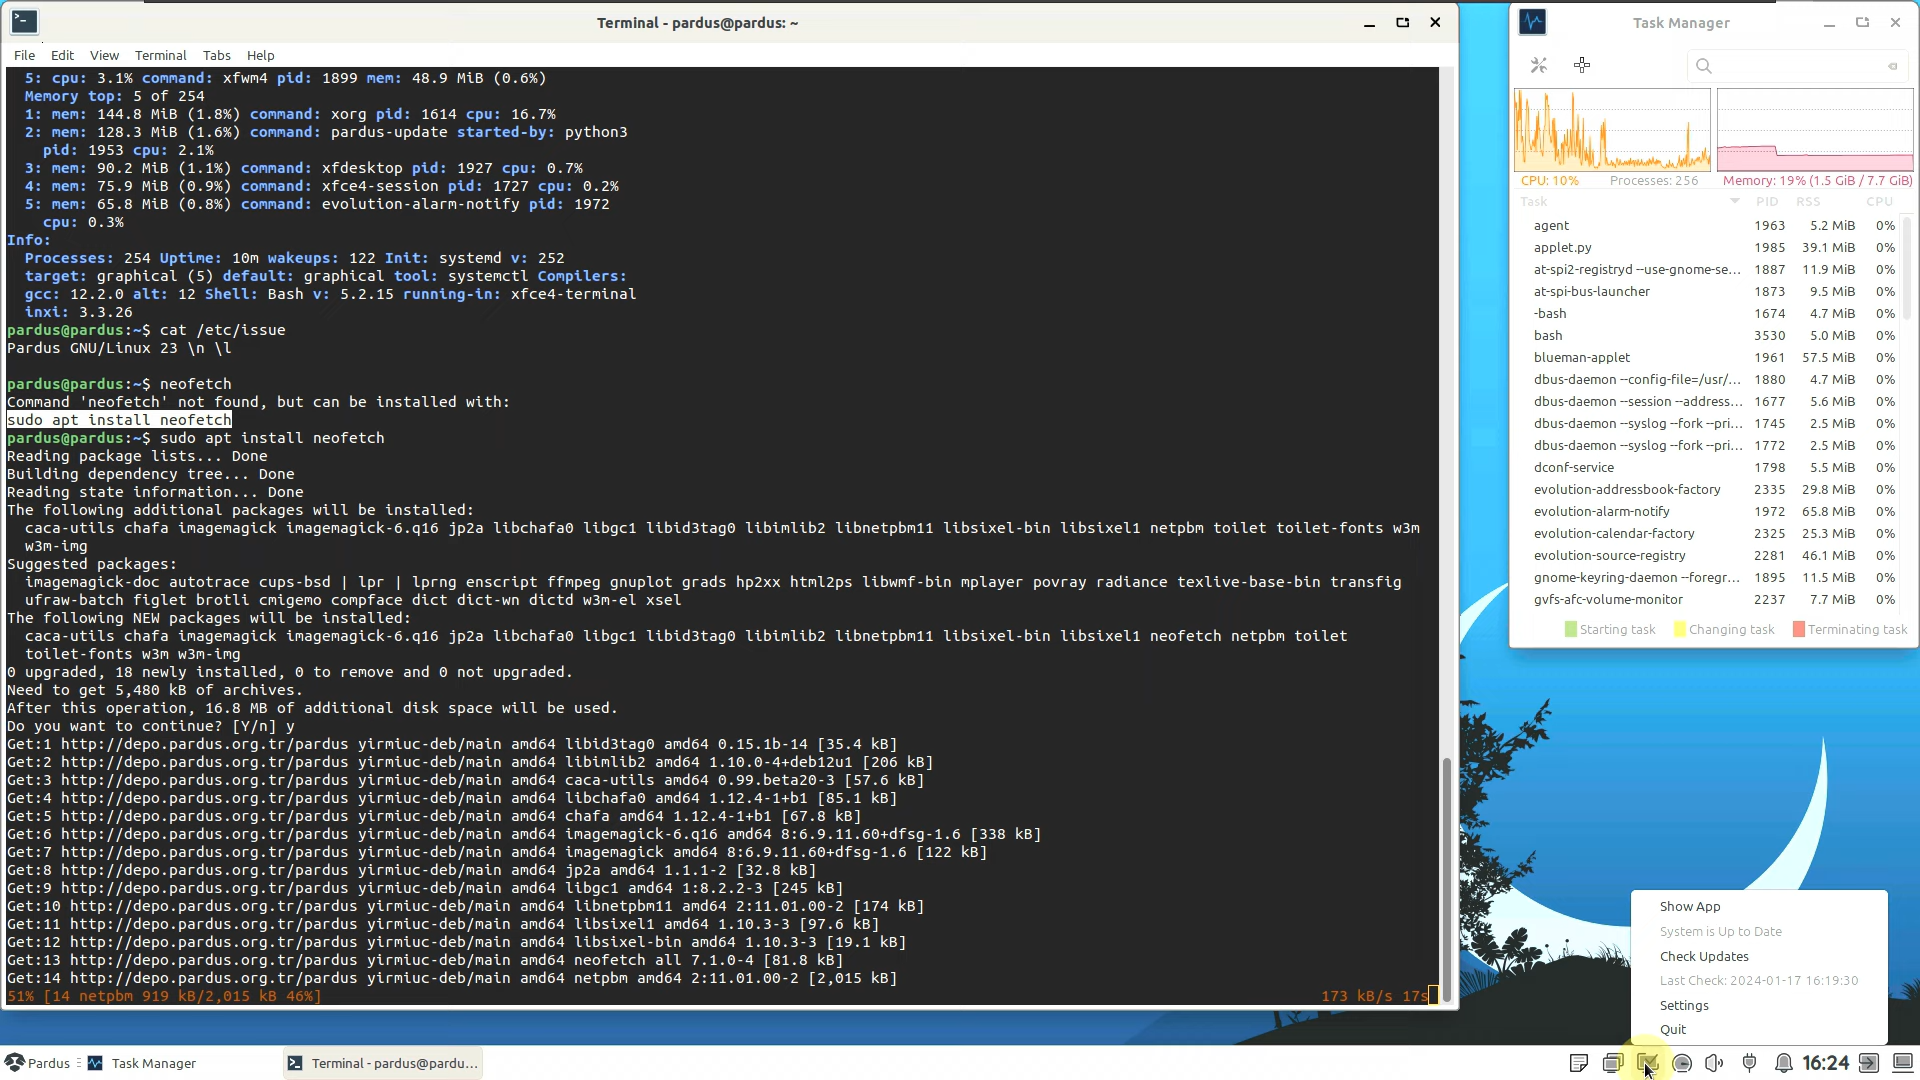 Terminal - pardus@pardus: ~
File Edit View Terminal Tabs Help
5: cpu: 3.1% command: xfwm4 pid: 1899 mem: 48.9 MiB (0.6%)
Memory top: 5 of 254
1: mem: 144.8 MiB (1.8%) command: xorg pid: 1614 cpu: 16.7%
2: mem: 128.3 MiB (1.6%) command: pardus-update started-by: python3
pid: 1953 cpu: 2.1%
3: mem: 90.2 MiB (1.1%) command: xfdesktop pid: 1927 cpu: 0.7%
4: mem: 75.9 MiB (0.9%) command: xfce4-session pid: 1727 cpu: 0.2%
5: mem: 65.8 MiB (0.8%) command: evolution-alarm-notify pid: 1972
cpu: 0.3%
Info:
Processes: 254 Uptime: 10m wakeups: 122 Init: systemd v: 252
target: graphical (5) default: graphical tool: systemctl Compilers:
gcc: 12.2.0 alt: 12 Shell: Bash v: 5.2.15 running-in: xfce4-terminal
inxi: 3.3.26
pardus@pardus:~$ cat /etc/issue
Pardus GNU/Linux 23 \n \l
pardus@pardus:~$ neofetch
Command 'neofetch' not found, but can be installed with:
sudo apt install neofetch
pardus@pardus:~$ sudo apt install neofetch
Reading package lists... Done
Building dependency tree... Done
Reading state information... Done
The following additional packages will be installed:
caca-utils chafa imagemagick imagemagick-6.q16 jp2a libchafa0 libgc1 libid3tag0 libimlib2 libnetpbm11 libsixel-bin libsixel1 netpbm toilet toilet-fonts w3m
w3m-img
Suggested packages:
imagemagick-doc autotrace cups-bsd | lpr | lprng enscript ffmpeg gnuplot grads hp2xx html2ps libwmf-bin mplayer povray radiance texlive-base-bin transfig
ufraw-batch figlet brotli cmigemo compface dict dict-wn dictd w3m-el xsel
The following NEW packages will be installed:
caca-utils chafa imagemagick imagemagick-6.q16 jp2a libchafa0 libgc1 libid3tag0 libimlib2 libnetpbm11 libsixel-bin libsixel1 neofetch netpbm toilet
toilet-fonts w3m w3m-img
0 upgraded, 18 newly installed, 0 to remove and 0 not upgraded.
Need to get 5,480 kB of archives.
After this operation, 16.8 MB of additional disk space will be used.
Do you want to continue? [Y/n] y
Get:1 http://depo.pardus.org.tr/pardus yirmiuc-deb/main amd64 libid3tag0 amd64 0.15.1b-14 [35.4 kB]
Get:2 http://depo.pardus.org.tr/pardus yirmiuc-deb/main amd64 libimlib2 amd64 1.10.0-4+deb12u1 [206 kB]
Get:3 http://depo.pardus.org.tr/pardus yirmiuc-deb/main amd64 caca-utils amd64 0.99.beta20-3 [57.6 kB]
Get:4 http://depo.pardus.org.tr/pardus yirmiuc-deb/main amd64 libchafa0 amd64 1.12.4-1+b1 [85.1 kB]
Get:5 http://depo.pardus.org.tr/pardus yirmiuc-deb/main amd64 chafa amd64 1.12.4-1+b1 [67.8 kB]
Get:6 http://depo.pardus.org.tr/pardus yirmiuc-deb/main amd64 imagemagick-6.q16 amd64 8:6.9.11.60+dfsg-1.6 [338 kB]
Get:7 http://depo.pardus.org.tr/pardus yirmiuc-deb/main amd64 imagemagick amd64 8:6.9.11.60+dfsg-1.6 [122 kB]
Get:8 http://depo.pardus.org.tr/pardus yirmiuc-deb/main amd64 jp2a amd64 1.1.1-2 [32.8 kB]
Get:9 http://depo.pardus.org.tr/pardus yirmiuc-deb/main amd64 libgc1 amd64 1:8.2.2-3 [245 kB]
Get:10 http://depo.pardus.org.tr/pardus yirmiuc-deb/main amd64 libnetpbm11 amd64 2:11.01.00-2 [174 kB]
Get:11 http://depo.pardus.org.tr/pardus yirmiuc-deb/main amd64 libsixel1 amd64 1.10.3-3 [97.6 kB]
Get:12 http://depo.pardus.org.tr/pardus yirmiuc-deb/main amd64 libsixel-bin amd64 1.10.3-3 [19.1 kB]
Get:13 http://depo.pardus.org.tr/pardus yirmiuc-deb/main amd64 neofetch all 7.1.0-4 [81.8 kB]
Get:14 http://depo.pardus.org.tr/pardus yirmiuc-deb/main amd64 netpbm amd64 2:11.01.00-2 [2,015 kB]
51% [14 netpbm 919 kB/2,015 kB 46%] 173 kB/s 17s
Task Manager
CPU: 10% Processes: 256 Memory: 19% (1.5 GiB / 7.7 GiB)
Task PID RSS CPU
agent 1963 5.2 MiB 0%
applet.py 1985 39.1 MiB 0%
at-spi2-registryd --use-gnome-se... 1887 11.9 MiB 0%
at-spi-bus-launcher 1873 9.5 MiB 0%
-bash 1674 4.7 MiB 0%
bash 3530 5.0 MiB 0%
blueman-applet 1961 57.5 MiB 0%
dbus-daemon --config-file=/usr/... 1880 4.7 MiB 0%
dbus-daemon --session --address... 1677 5.6 MiB 0%
dbus-daemon --syslog --fork --pri... 1745 2.5 MiB 0%
dbus-daemon --syslog --fork --pri... 1772 2.5 MiB 0%
dconf-service 1798 5.5 MiB 0%
evolution-addressbook-factory 2335 29.8 MiB 0%
evolution-alarm-notify 1972 65.8 MiB 0%
evolution-calendar-factory 2325 25.3 MiB 0%
evolution-source-registry 2281 46.1 MiB 0%
gnome-keyring-daemon --foregr... 1895 11.5 MiB 0%
gvfs-afc-volume-monitor 2237 7.7 MiB 0%
Starting task Changing task Terminating task
Show App
System is Up to Date
Check Updates
Last Check: 2024-01-17 16:19:30
Settings
Quit
Pardus Task Manager Terminal - pardus@pardu... 16:24